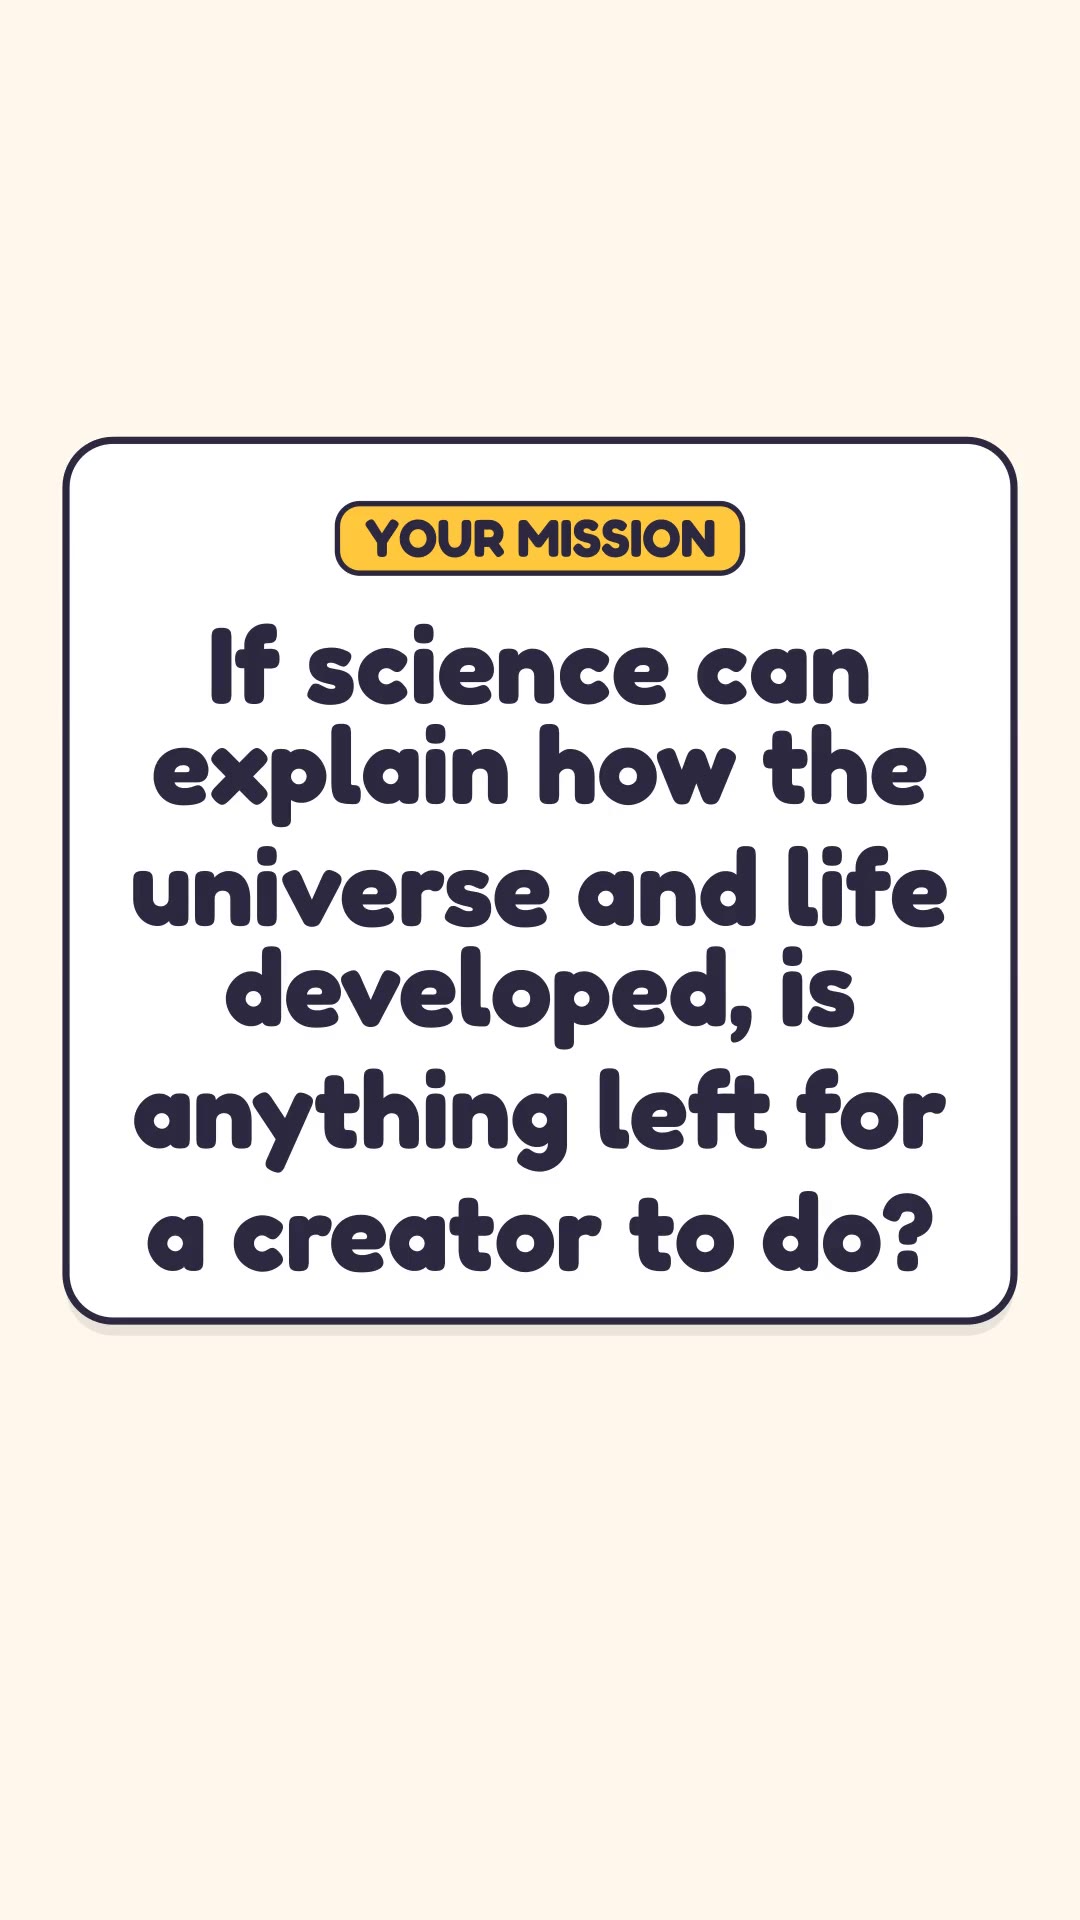 YOUR MISSION
If science can
explain how the
universe and life
developed, is
anything left for
a creator to do?